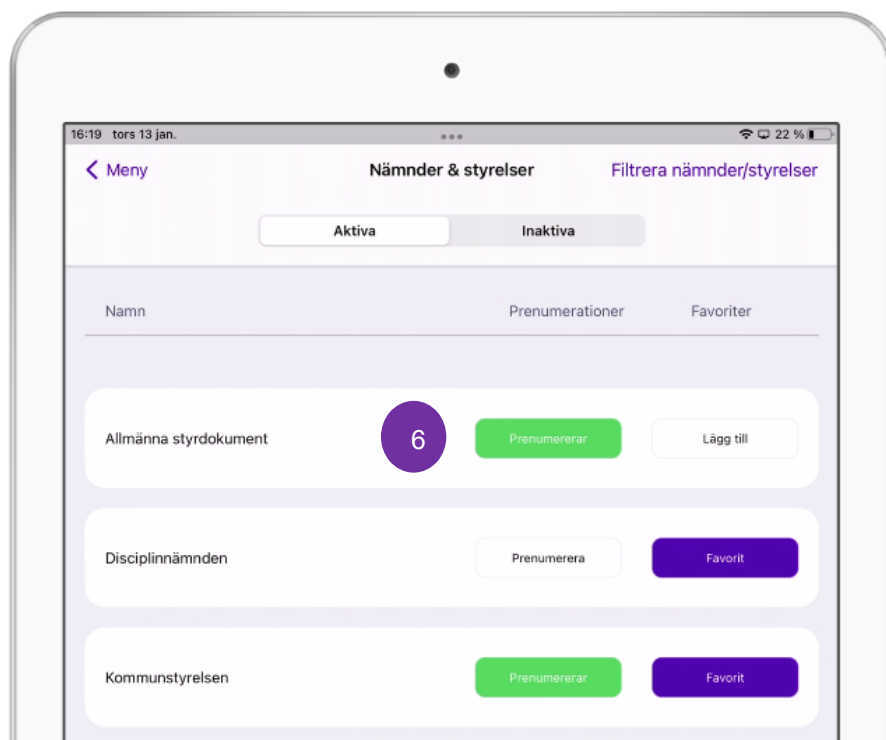 16:19 tors 13 jan. 22 %
Meny Nämnder & styrelser Filtrera nämnder/styrelser
Aktiva Inaktiva
Namn Prenumerationer Favoriter
Allmänna styrdokument 6 Prenumererar Lägg till
Disciplinnämnden Prenumerera Favorit
Kommunstyrelsen Prenumererar Favorit